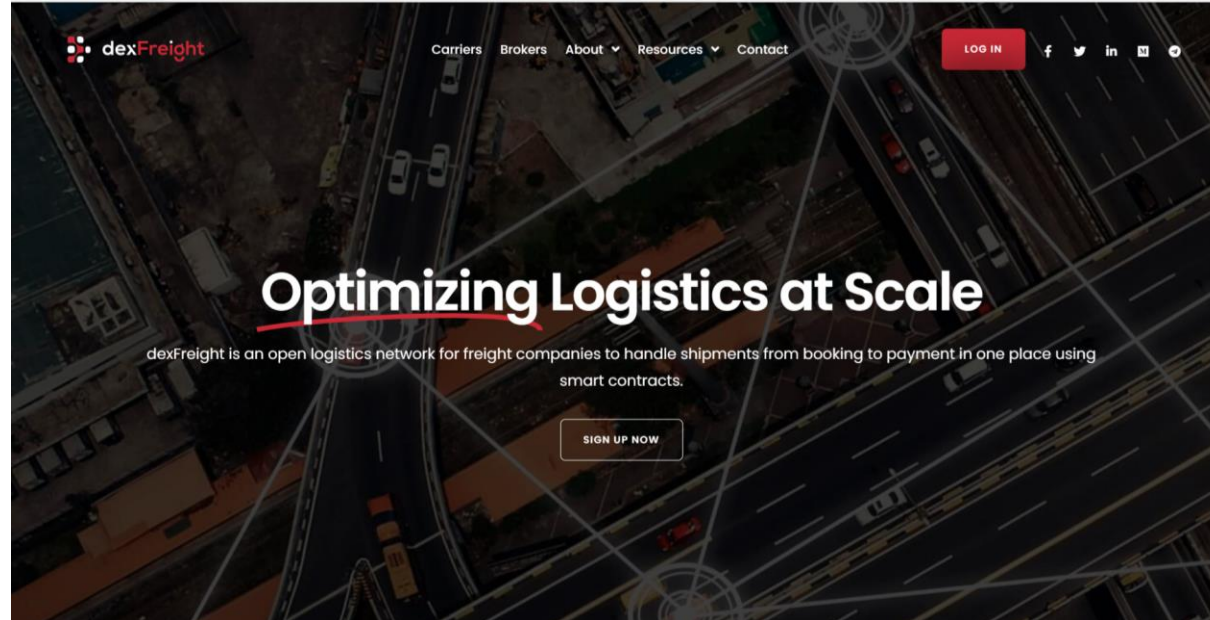 dexFreight
Carriers Brokers About Resources Contact
LOG IN
Optimizing Logistics at Scale
dexFreight is an open logistics network for freight companies to handle shipments from booking to payment in one place using
smart contracts.
SIGN UP NOW